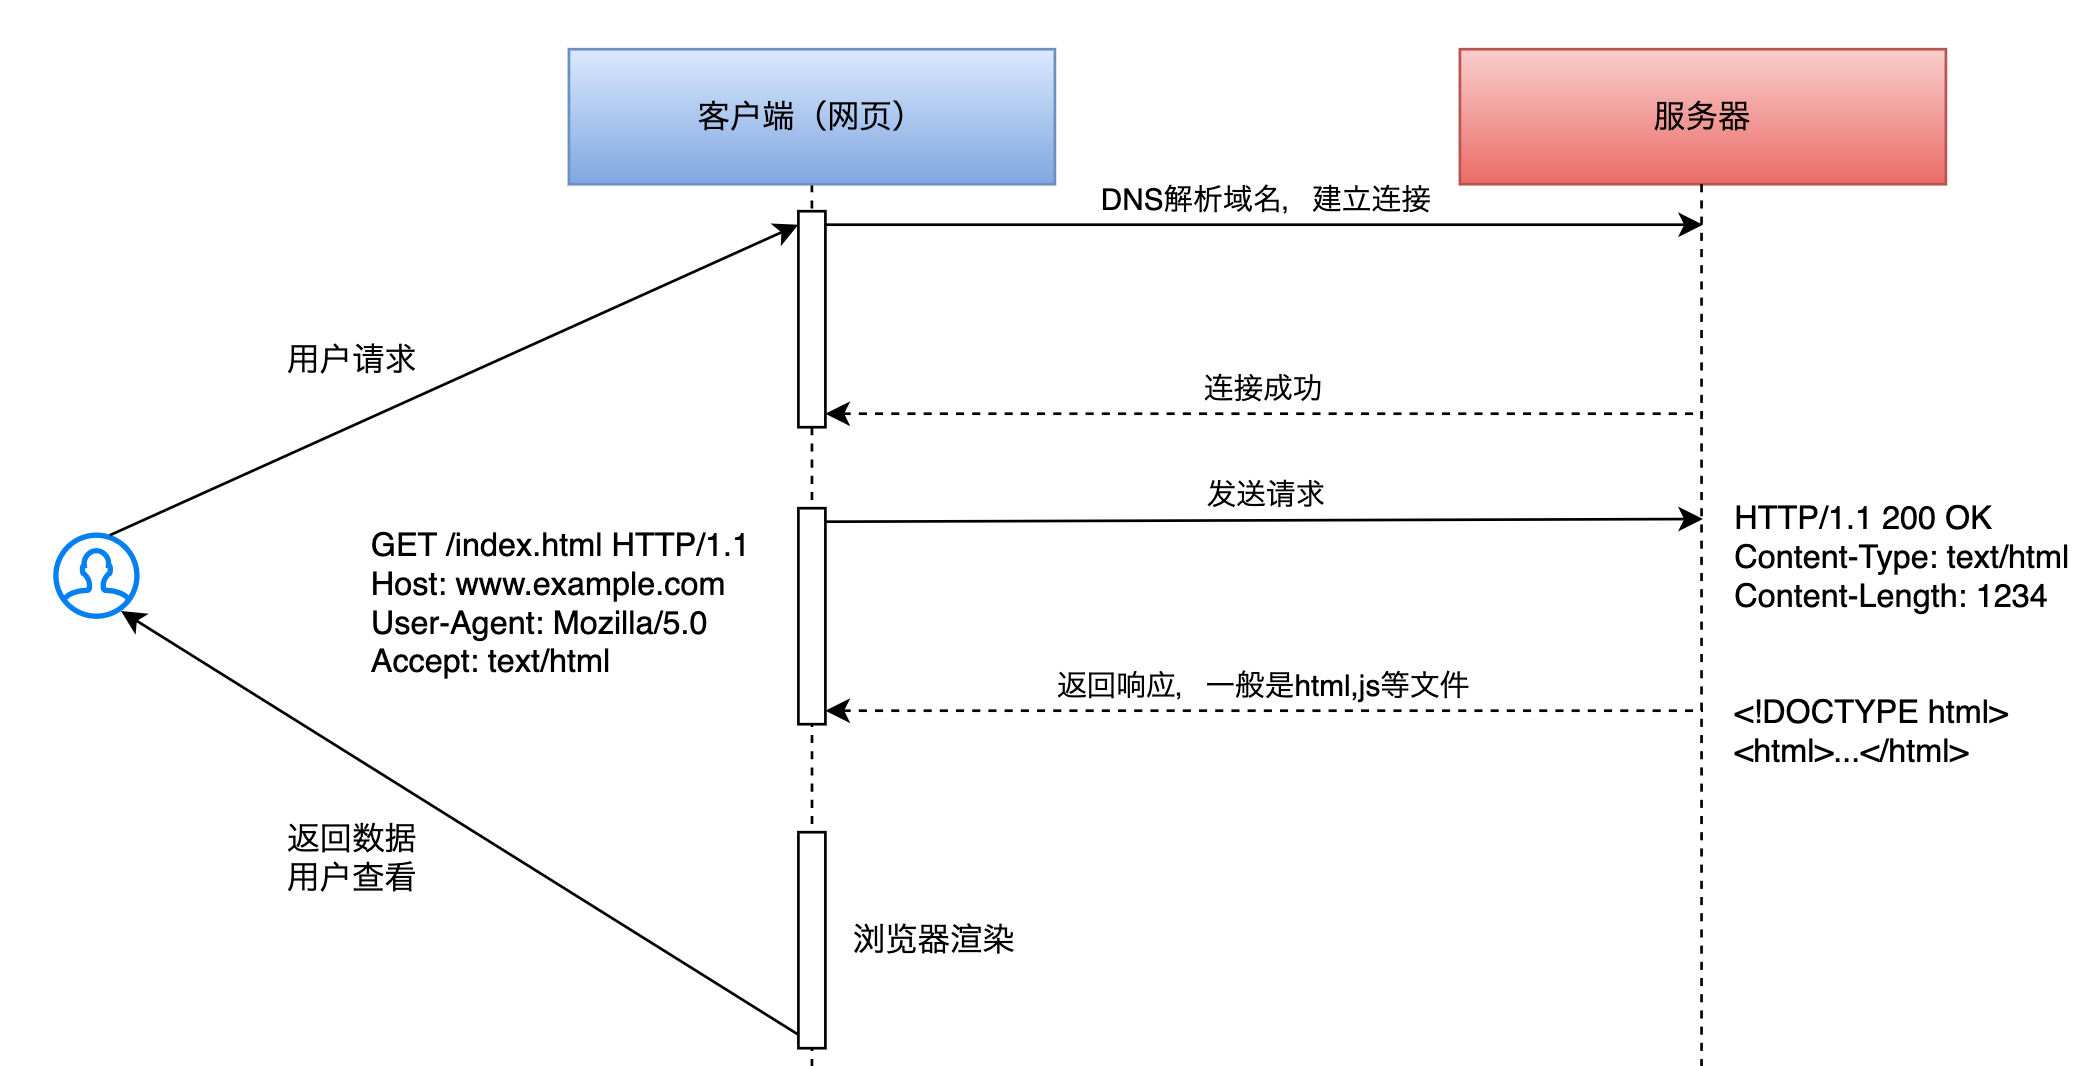 客户端（网页）
服务器
DNS解析域名，建立连接
用户请求
连接成功
发送请求
GET /index.html HTTP/1.1
Host: www.example.com
User-Agent: Mozilla/5.0
Accept: text/html
HTTP/1.1 200 OK
Content-Type: text/html
Content-Length: 1234
返回响应，一般是html,js等文件
<!DOCTYPE html>
<html>...</html>
返回数据
用户查看
浏览器渲染